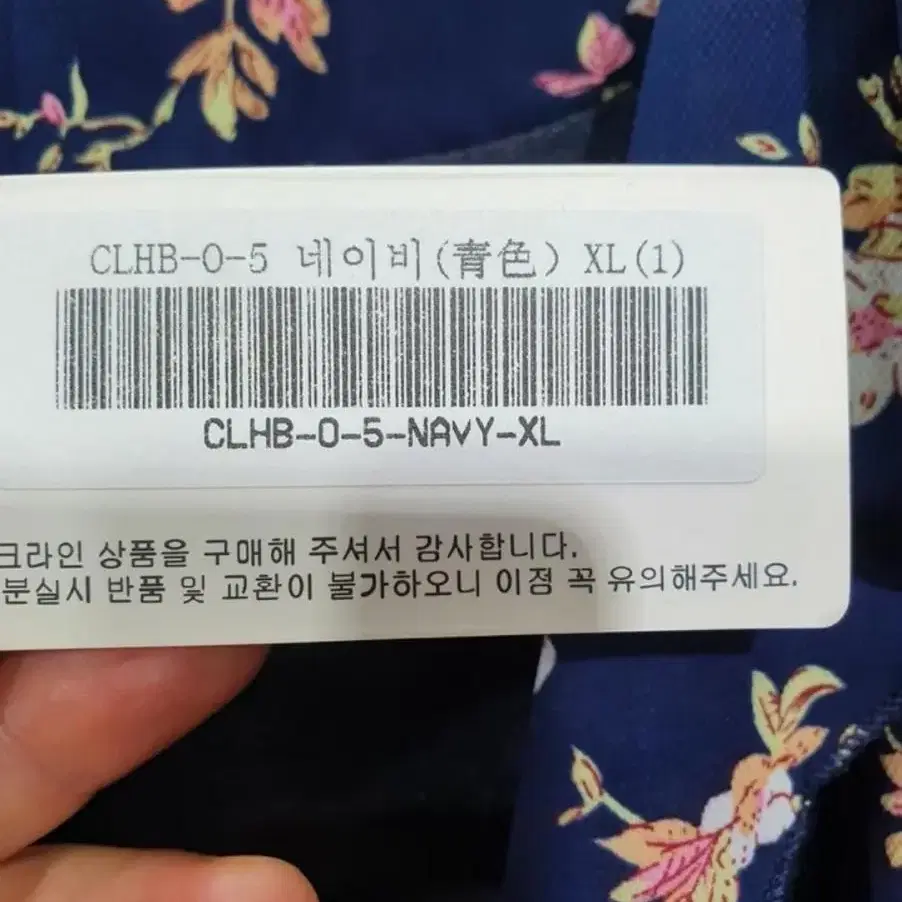 CLHB-O-5 네이비(青色) XL(1)
CLHB-O-5-NAVY-XL
크라인 상품을 구매해 주셔서 감사합니다.
분실시 반품 및 교환이 불가하오니 이점 꼭 유의해주세요.